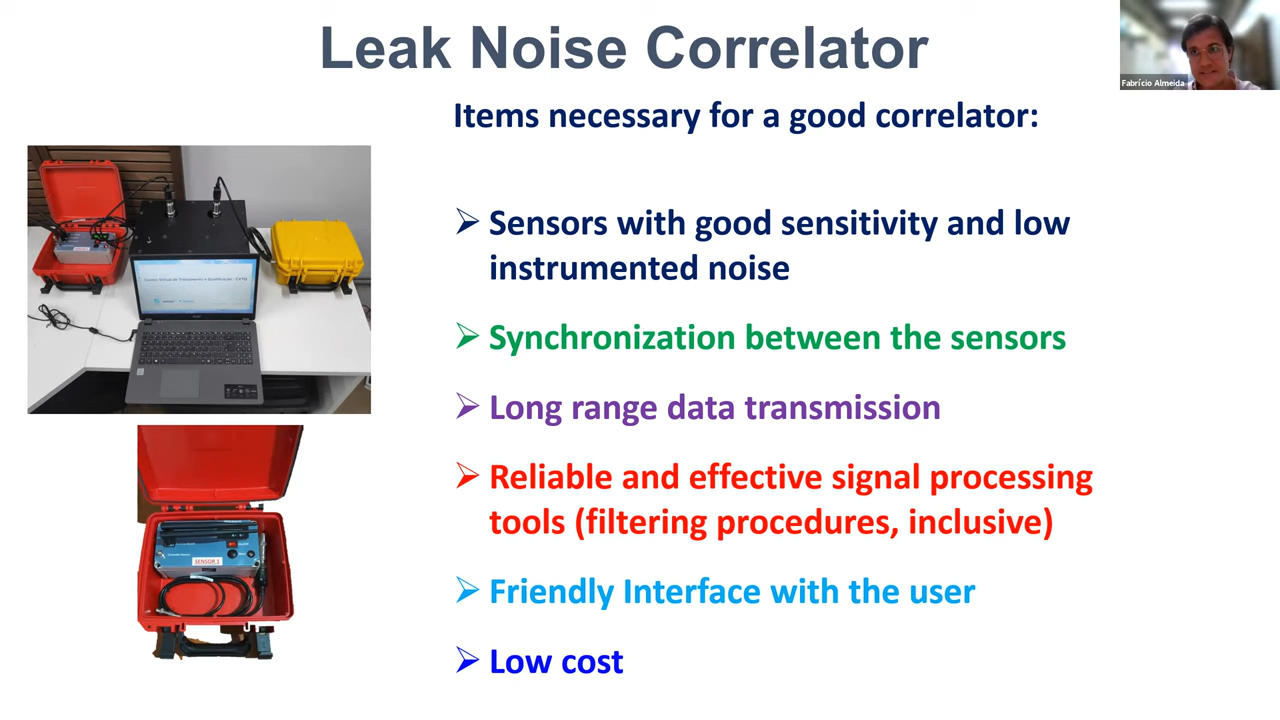 Leak Noise Correlator
Fabrício Almeida
Items necessary for a good correlator:
➢ Sensors with good sensitivity and low
instrumented noise
➢ Synchronization between the sensors
➢ Long range data transmission
➢ Reliable and effective signal processing
tools (filtering procedures, inclusive)
➢ Friendly Interface with the user
➢ Low cost
SENSOR 1